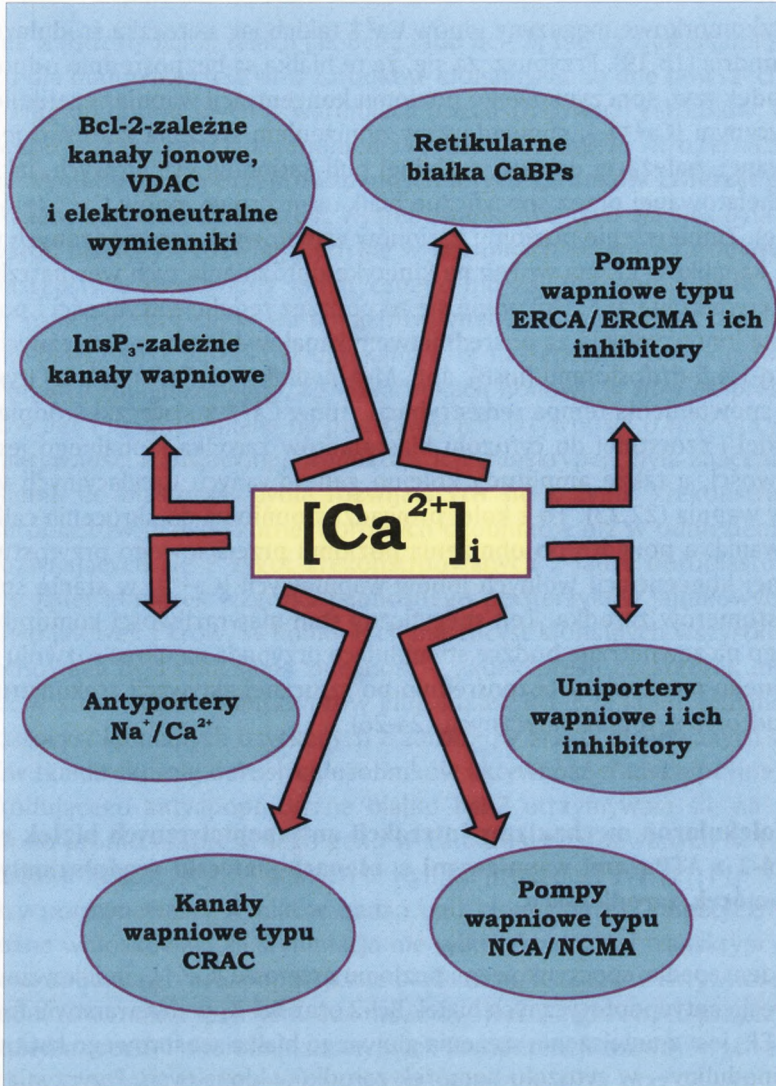 Bcl-2-zależne
kanały jonowe,
VDAC
i elektroneutralne
wymienniki
Retikularne
białka CaBPs
Pompy
wapniowe typu
ERCA/ERCMA i ich
inhibitory
InsP₃-zależne
kanały wapniowe
[Ca²⁺]ᵢ
Antyportery
Na⁺/Ca²⁺
Uniportery
wapniowe i ich
inhibitory
Kanały
wapniowe typu
CRAC
Pompy
wapniowe typu
NCA/NCMA